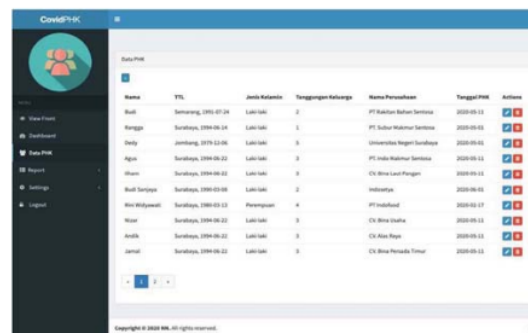 CovidPHK
MENU
View Front
Dashboard
Data PHK
Report
Settings
Logout
Data PHK
Nama TTL Jenis Kelamin Tanggungan Keluarga Nama Perusahaan Tanggal PHK Actions
Budi Semarang, 1991-07-24 Laki-laki 2 PT Rakitan Bahan Sentosa 2020-05-11
Rangga Surabaya, 1994-06-14 Laki-laki 1 PT. Subur Makmur Sentosa 2020-05-01
Dedy Jombang, 1979-12-06 Laki-laki 3 Universitas Negeri Surabaya 2020-05-01
Agus Surabaya, 1994-06-22 Laki-laki 3 PT Indo Makmur Sentosa 2020-05-11
Ilham Surabaya, 1994-06-22 Laki-laki 3 CV. Bina Laut Pangan 2020-05-11
Budi Sanjaya Surabaya, 1990-03-09 Laki-laki 2 Indosetya 2020-06-01
Rini Widyawati Surabaya, 1980-03-13 Perempuan 4 PT Indofood 2020-02-17
Nizar Surabaya, 1994-06-22 Laki-laki 3 CV. Bina Usaha 2020-05-11
Andik Surabaya, 1994-06-22 Laki-laki 3 CV. Alas Raya 2020-05-11
Jamal Surabaya, 1994-06-22 Laki-laki 3 CV. Bina Persada Timur 2020-05-11
« 1 2 »
Copyright © 2020 NN. All rights reserved.